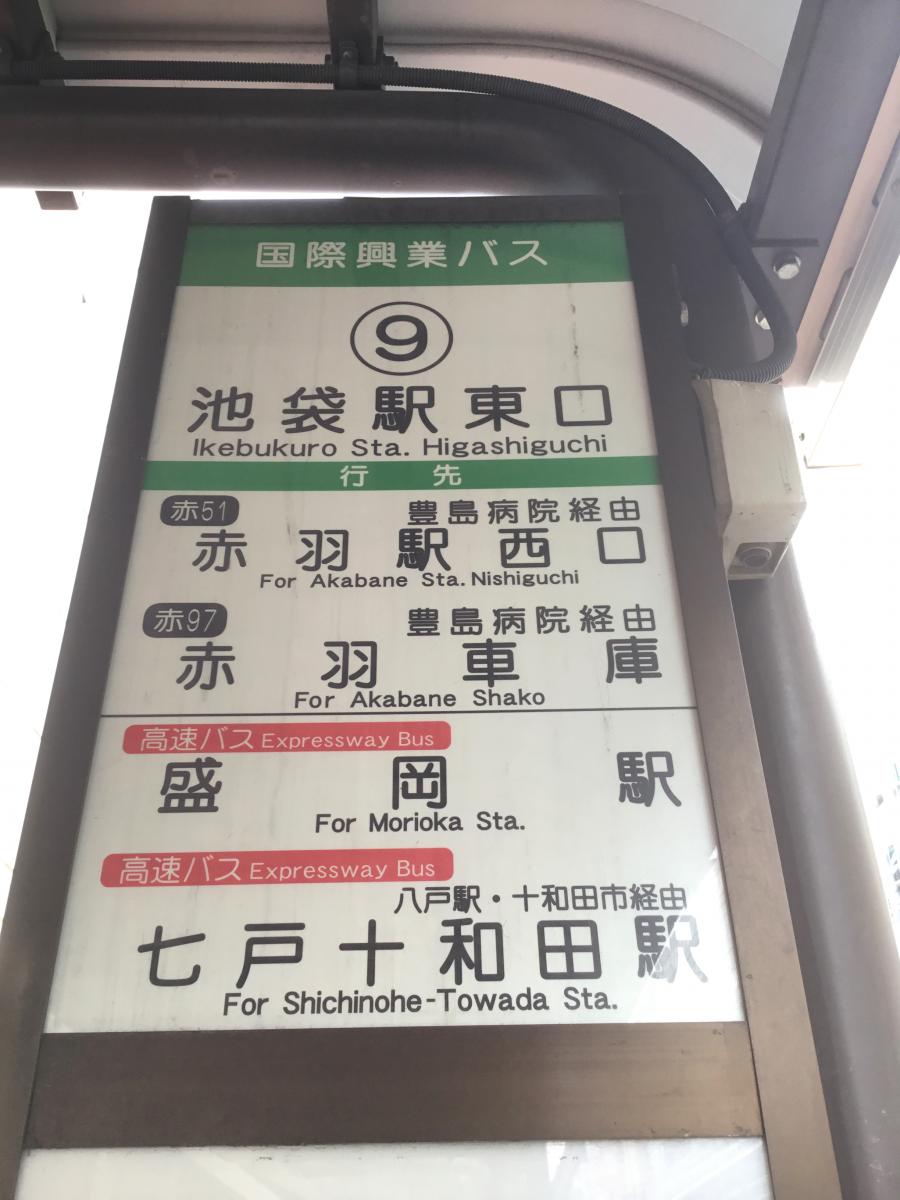 国際興業バス
⑨
池袋駅東口
Ikebukuro Sta. Higashiguchi
行先
赤51 豊島病院経由
赤羽駅西口
For Akabane Sta. Nishiguchi
赤97 豊島病院経由
赤羽車庫
For Akabane Shako
高速バス Expressway Bus
盛岡駅
For Morioka Sta.
高速バス Expressway Bus
八戸駅・十和田市経由
七戸十和田駅
For Shichinohe-Towada Sta.